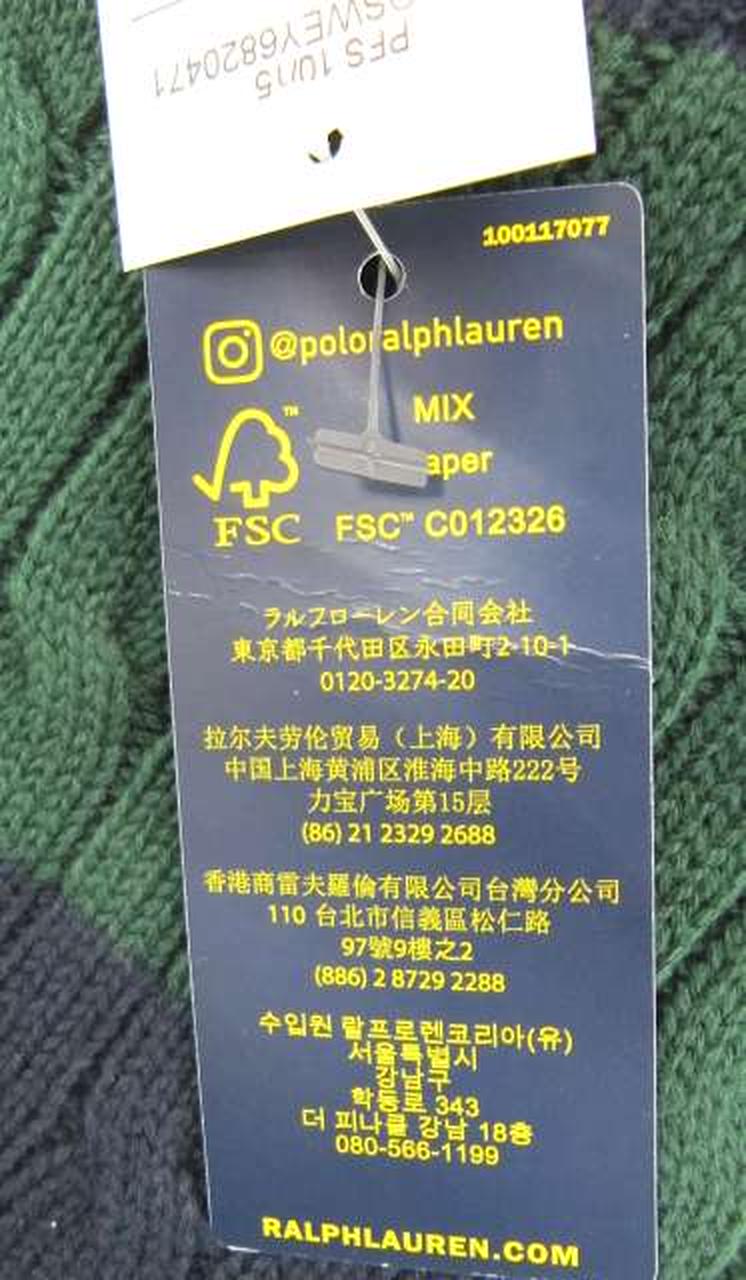 PFS 10/15
OSWEY6820471
100117077
@poloralphlauren
TM
MIX
aper
FSC
FSC™ C012326
ラルフローレン合同会社
東京都千代田区永田町2-10-1
0120-3274-20
拉尔夫劳伦贸易（上海）有限公司
中国上海黄浦区淮海中路222号
力宝广场第15层
(86) 21 2329 2688
香港商雷夫羅倫有限公司台灣分公司
110 台北市信義區松仁路
97號9樓之2
(886) 2 8729 2288
수입원 랄프로렌코리아(유)
서울특별시
강남구
학동로 343
더 피나클 강남 18층
080-566-1199
RALPHLAUREN.COM